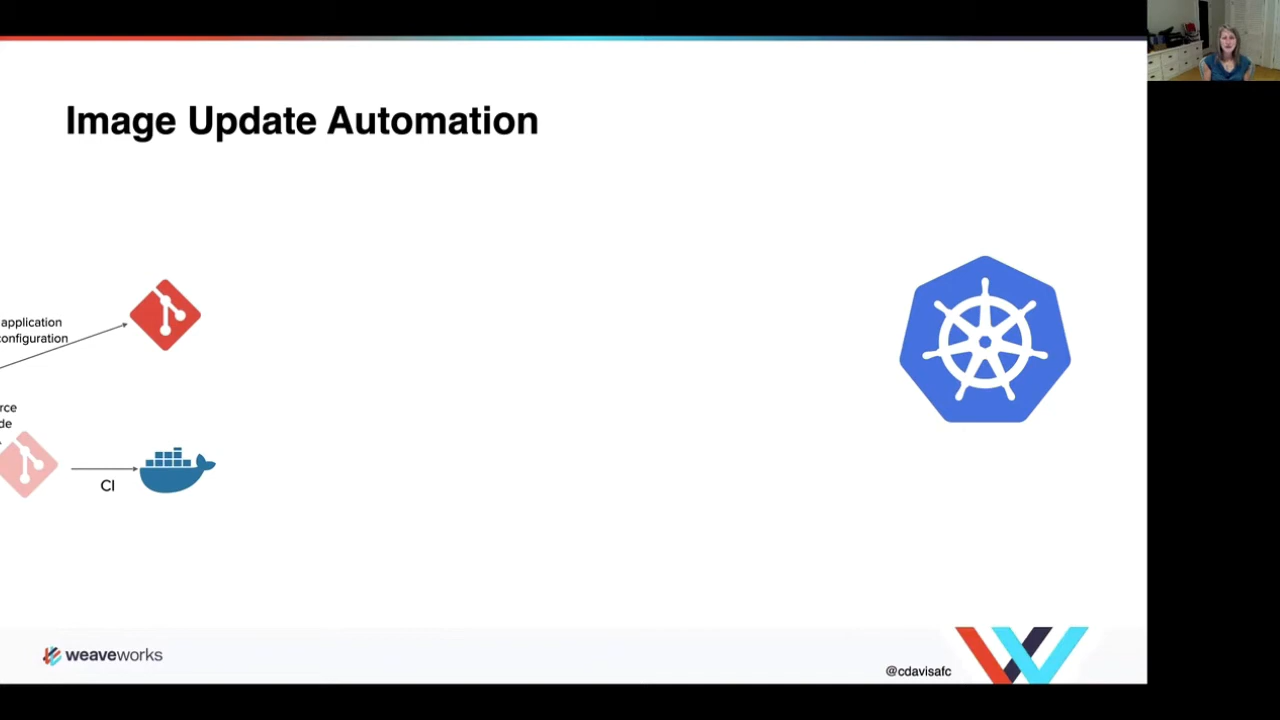 Image Update Automation
application
configuration
rce
de
CI
weaveworks
@cdavisafc